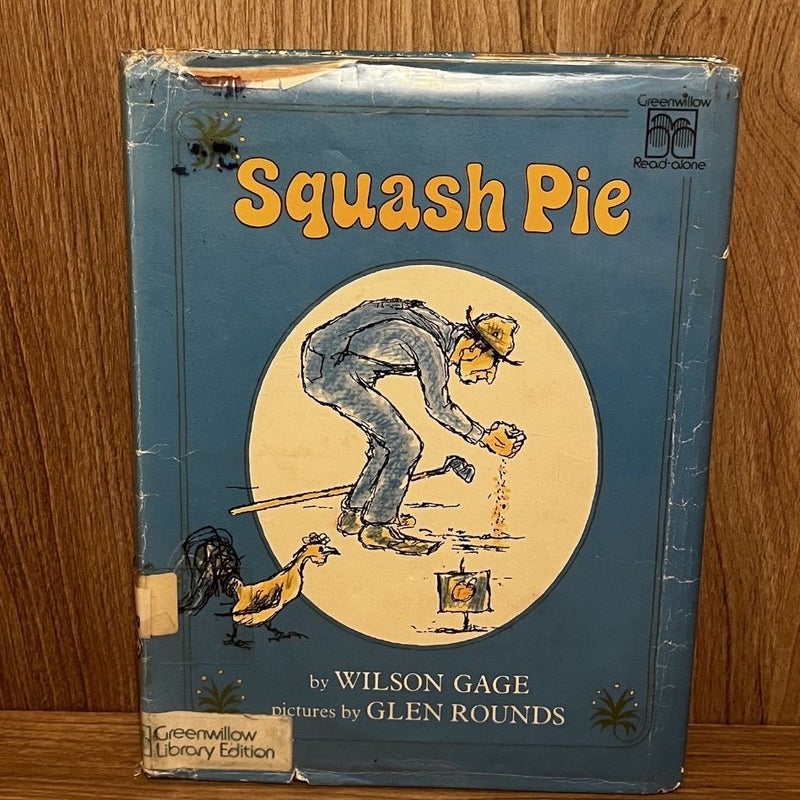 Greenwillow
Read-alone
Squash Pie
by WILSON GAGE
pictures by GLEN ROUNDS
Greenwillow
Library Edition